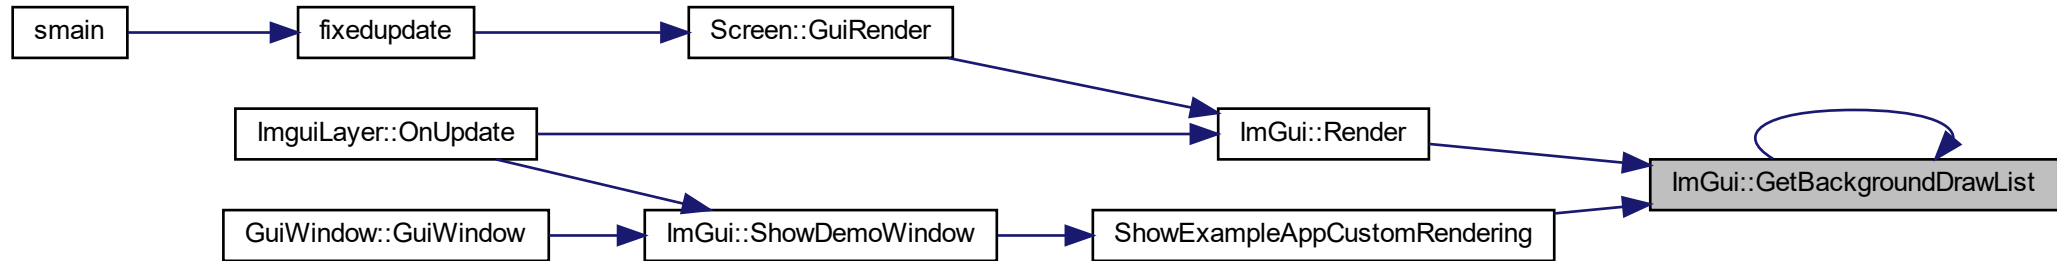 smain
fixedupdate
Screen::GuiRender
ImguiLayer::OnUpdate
ImGui::Render
ImGui::GetBackgroundDrawList
GuiWindow::GuiWindow
ImGui::ShowDemoWindow
ShowExampleAppCustomRendering